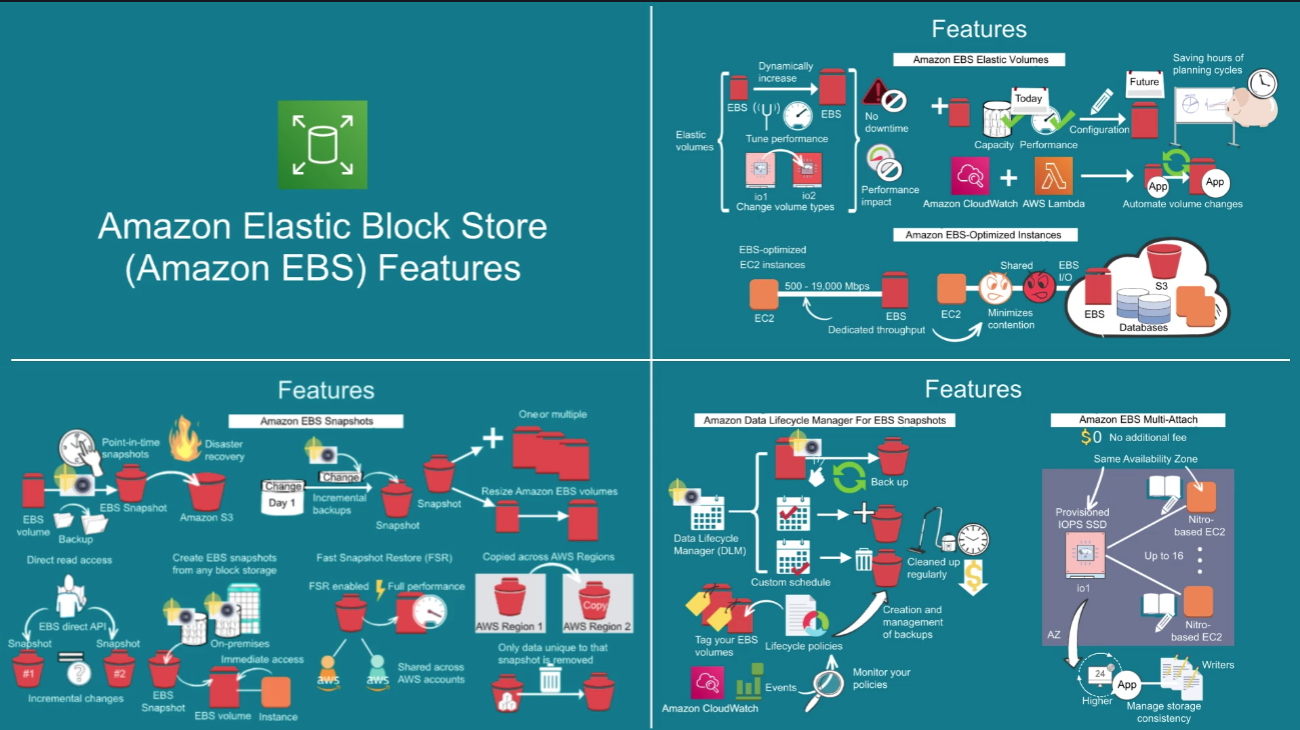 Amazon Elastic Block Store
(Amazon EBS) Features
Features
Amazon EBS Elastic Volumes
Elastic
volumes
Dynamically
increase
EBS
EBS
Tune performance
io1
io2
Change volume types
No
downtime
Performance
impact
Today
Capacity
Performance
Configuration
Future
Saving hours of
planning cycles
Amazon CloudWatch
AWS Lambda
App
App
Automate volume changes
Amazon EBS-Optimized Instances
EBS-optimized
EC2 instances
500 - 19,000 Mbps
EC2
EBS
Dedicated throughput
EC2
Shared
Minimizes
contention
EBS
I/O
EBS
S3
Databases
Features
Amazon EBS Snapshots
Point-in-time
snapshots
Disaster
recovery
EBS
volume
EBS Snapshot
Amazon S3
Backup
Change
Day 1
Change
Incremental
backups
Snapshot
Snapshot
One or multiple
Resize Amazon EBS volumes
Direct read access
EBS direct API
Snapshot
Snapshot
#1
?
#2
Incremental changes
Create EBS snapshots
from any block storage
On-premises
Immediate access
EBS
Snapshot
EBS volume
Instance
Fast Snapshot Restore (FSR)
FSR enabled
Full performance
aws
aws
Shared across
AWS accounts
Copied across AWS Regions
Copy
AWS Region 1
AWS Region 2
Only data unique to that
snapshot is removed
Features
Amazon Data Lifecycle Manager For EBS Snapshots
Data Lifecycle
Manager (DLM)
Back up
Custom schedule
Cleaned up
regularly
$
Tag your EBS
volumes
Lifecycle policies
Creation and
management
of backups
Amazon CloudWatch
Events
Monitor your
policies
Amazon EBS Multi-Attach
$0 No additional fee
Same Availability Zone
Provisioned
IOPS SSD
io1
Up to 16
Nitro-
based EC2
Nitro-
based EC2
AZ
24
Higher
App
Writers
Manage storage
consistency